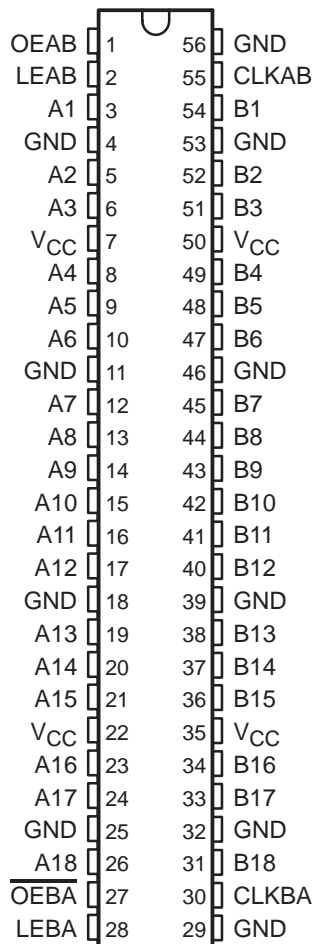 OEAB 1 56 GND
LEAB 2 55 CLKAB
A1 3 54 B1
GND 4 53 GND
A2 5 52 B2
A3 6 51 B3
VCC 7 50 VCC
A4 8 49 B4
A5 9 48 B5
A6 10 47 B6
GND 11 46 GND
A7 12 45 B7
A8 13 44 B8
A9 14 43 B9
A10 15 42 B10
A11 16 41 B11
A12 17 40 B12
GND 18 39 GND
A13 19 38 B13
A14 20 37 B14
A15 21 36 B15
VCC 22 35 VCC
A16 23 34 B16
A17 24 33 B17
GND 25 32 GND
A18 26 31 B18
OEBA 27 30 CLKBA
LEBA 28 29 GND